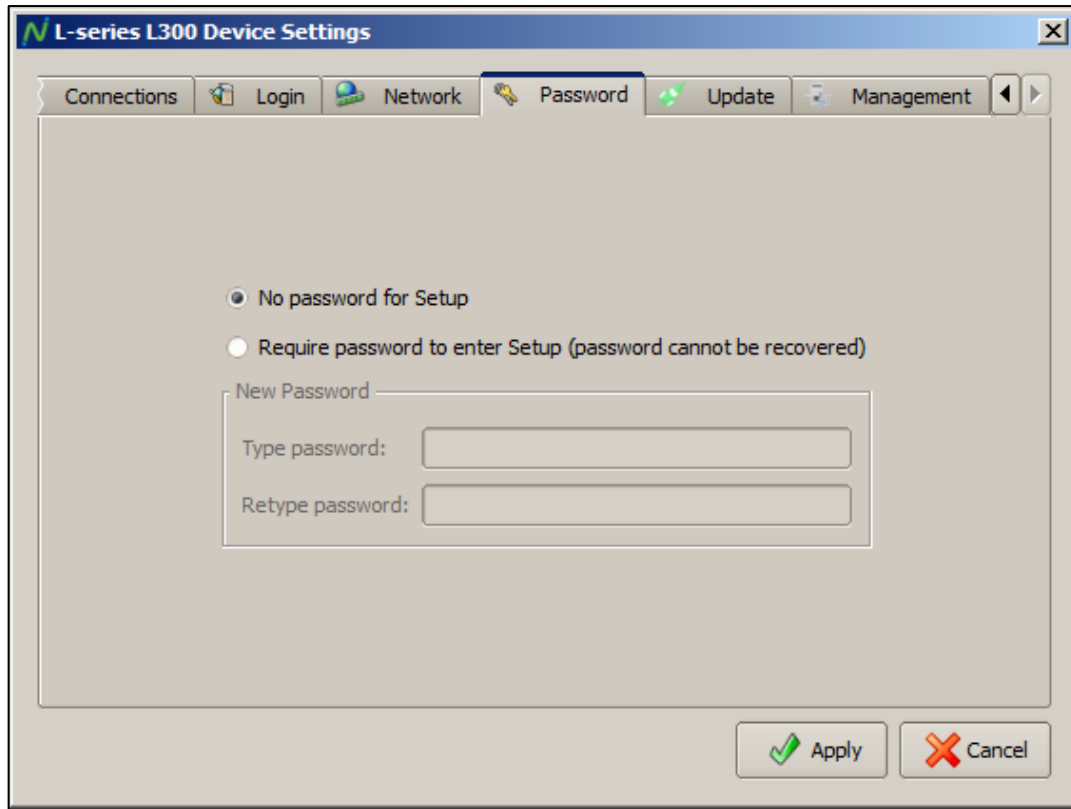 L-series L300 Device Settings
Connections Login Network Password Update Management
No password for Setup
Require password to enter Setup (password cannot be recovered)
New Password
Type password:
Retype password:
Apply Cancel